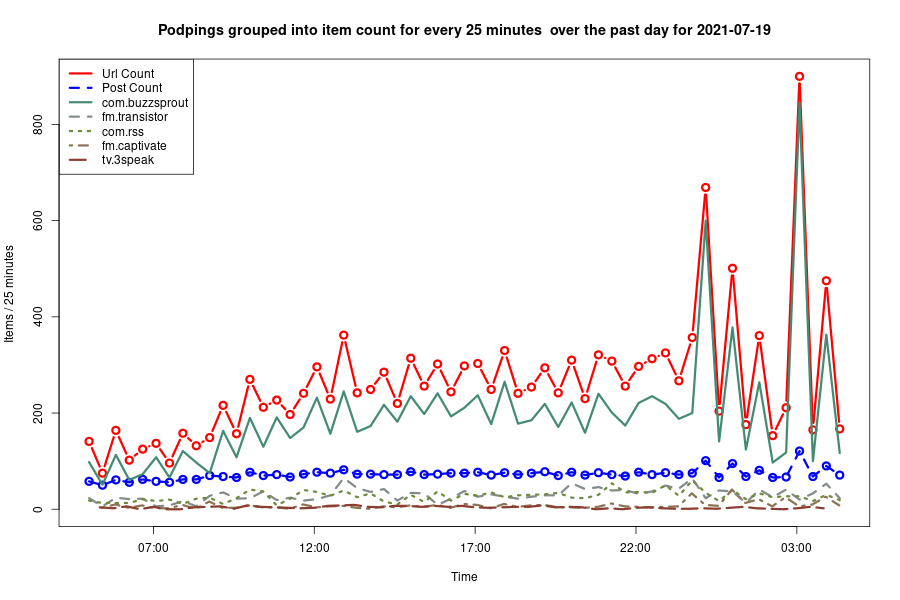 Podpings grouped into item count for every 25 minutes  over the past day for 2021-07-19
Url Count
Post Count
com.buzzsprout
fm.transistor
com.rss
fm.captivate
tv.3speak
Items / 25 minutes
800
600
400
200
0
07:00
12:00
17:00
22:00
03:00
Time